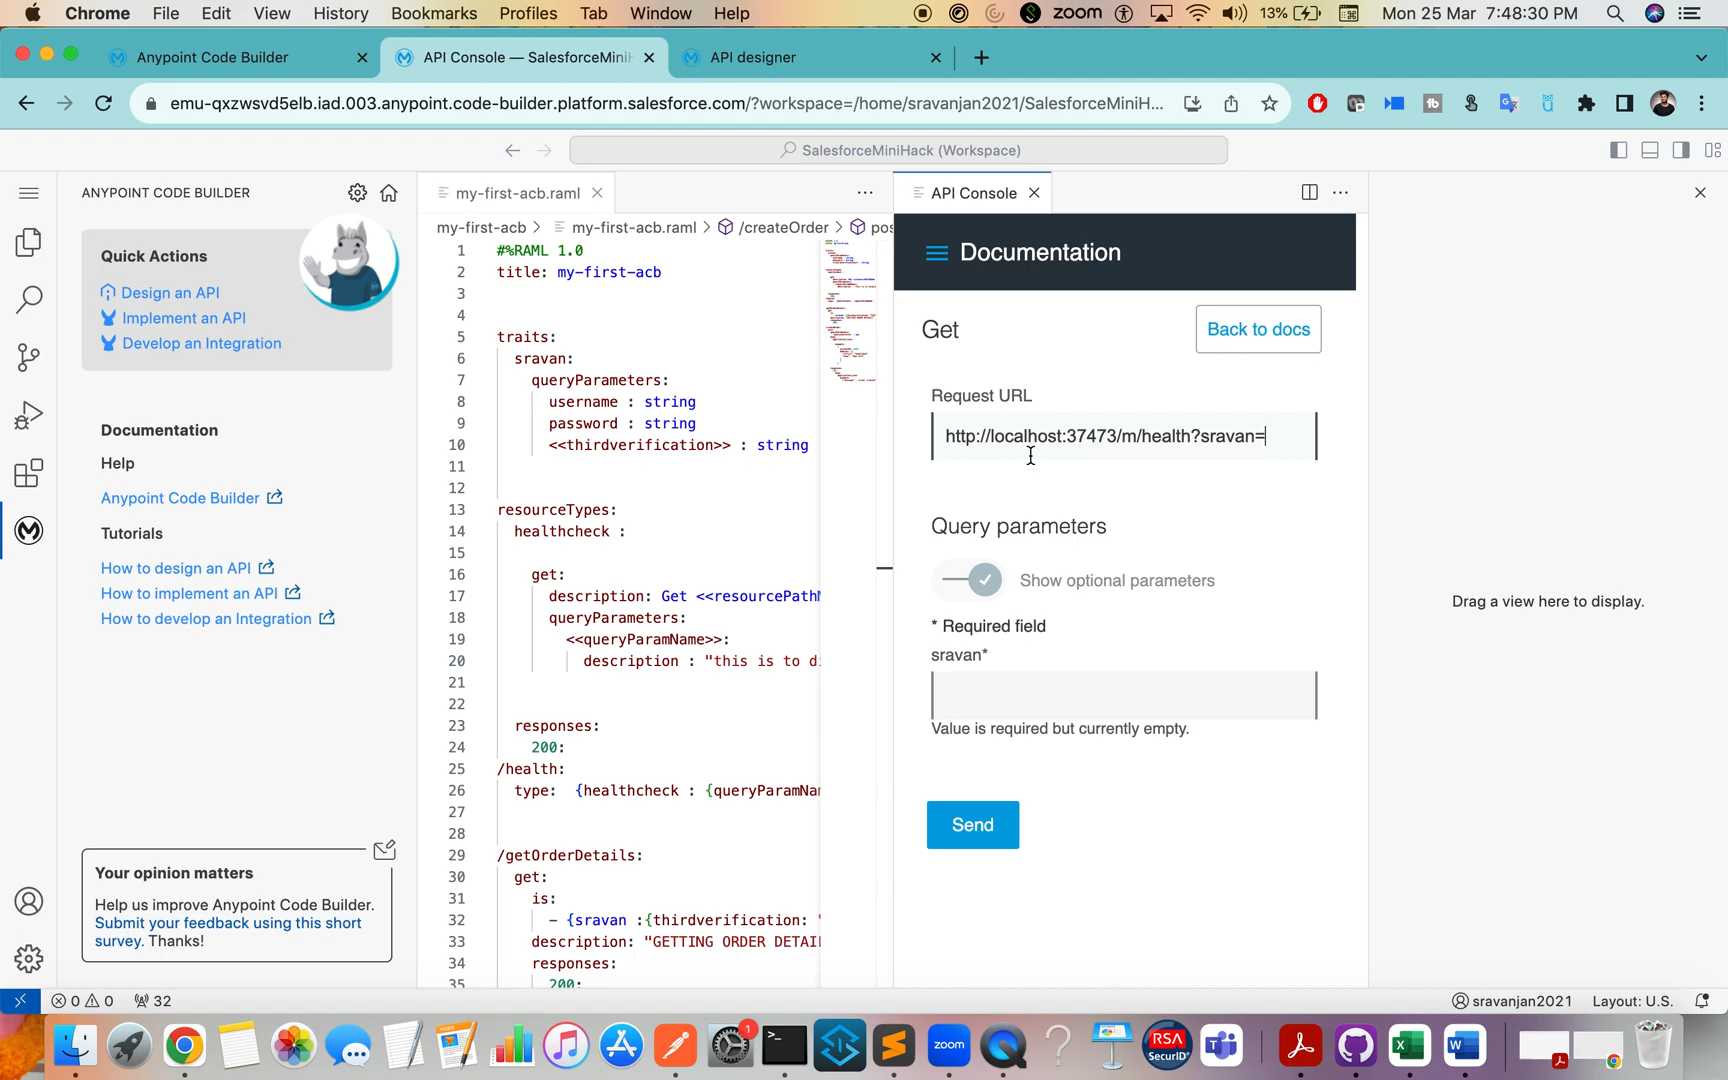 Chrome File Edit View History Bookmarks Profiles Tab Window Help
zoom 13% Mon 25 Mar 7:48:30 PM
Anypoint Code Builder
API Console — SalesforceMini
API designer
emu-qxzwsvd5elb.iad.003.anypoint.code-builder.platform.salesforce.com/?workspace=/home/sravanjan2021/SalesforceMiniH...
SalesforceMiniHack (Workspace)
ANYPOINT CODE BUILDER
Quick Actions
Design an API
Implement an API
Develop an Integration
Documentation
Help
Anypoint Code Builder
Tutorials
How to design an API
How to implement an API
How to develop an Integration
Your opinion matters
Help us improve Anypoint Code Builder.
Submit your feedback using this short
survey. Thanks!
my-first-acb.raml
my-first-acb > my-first-acb.raml > /createOrder > pos
1 #%RAML 1.0
2 title: my-first-acb
3
4
5 traits:
6 sravan:
7 queryParameters:
8 username : string
9 password : string
10 <<thirdverification>> : string
11
12
13 resourceTypes:
14 healthcheck :
15
16 get:
17 description: Get <<resourcePathN
18 queryParameters:
19 <<queryParamName>>:
20 description : "this is to di
21
22
23 responses:
24 200:
25 /health:
26 type: {healthcheck : {queryParamNam
27
28
29 /getOrderDetails:
30 get:
31 is:
32 - {sravan :{thirdverification: "
33 description: "GETTING ORDER DETAI
34 responses:
35 200:
API Console
Documentation
Get
Back to docs
Request URL
http://localhost:37473/m/health?sravan=
Query parameters
Show optional parameters
* Required field
sravan*
Value is required but currently empty.
Send
Drag a view here to display.
0 0 32
sravanjan2021 Layout: U.S.
1
zoom
RSA
SecurID